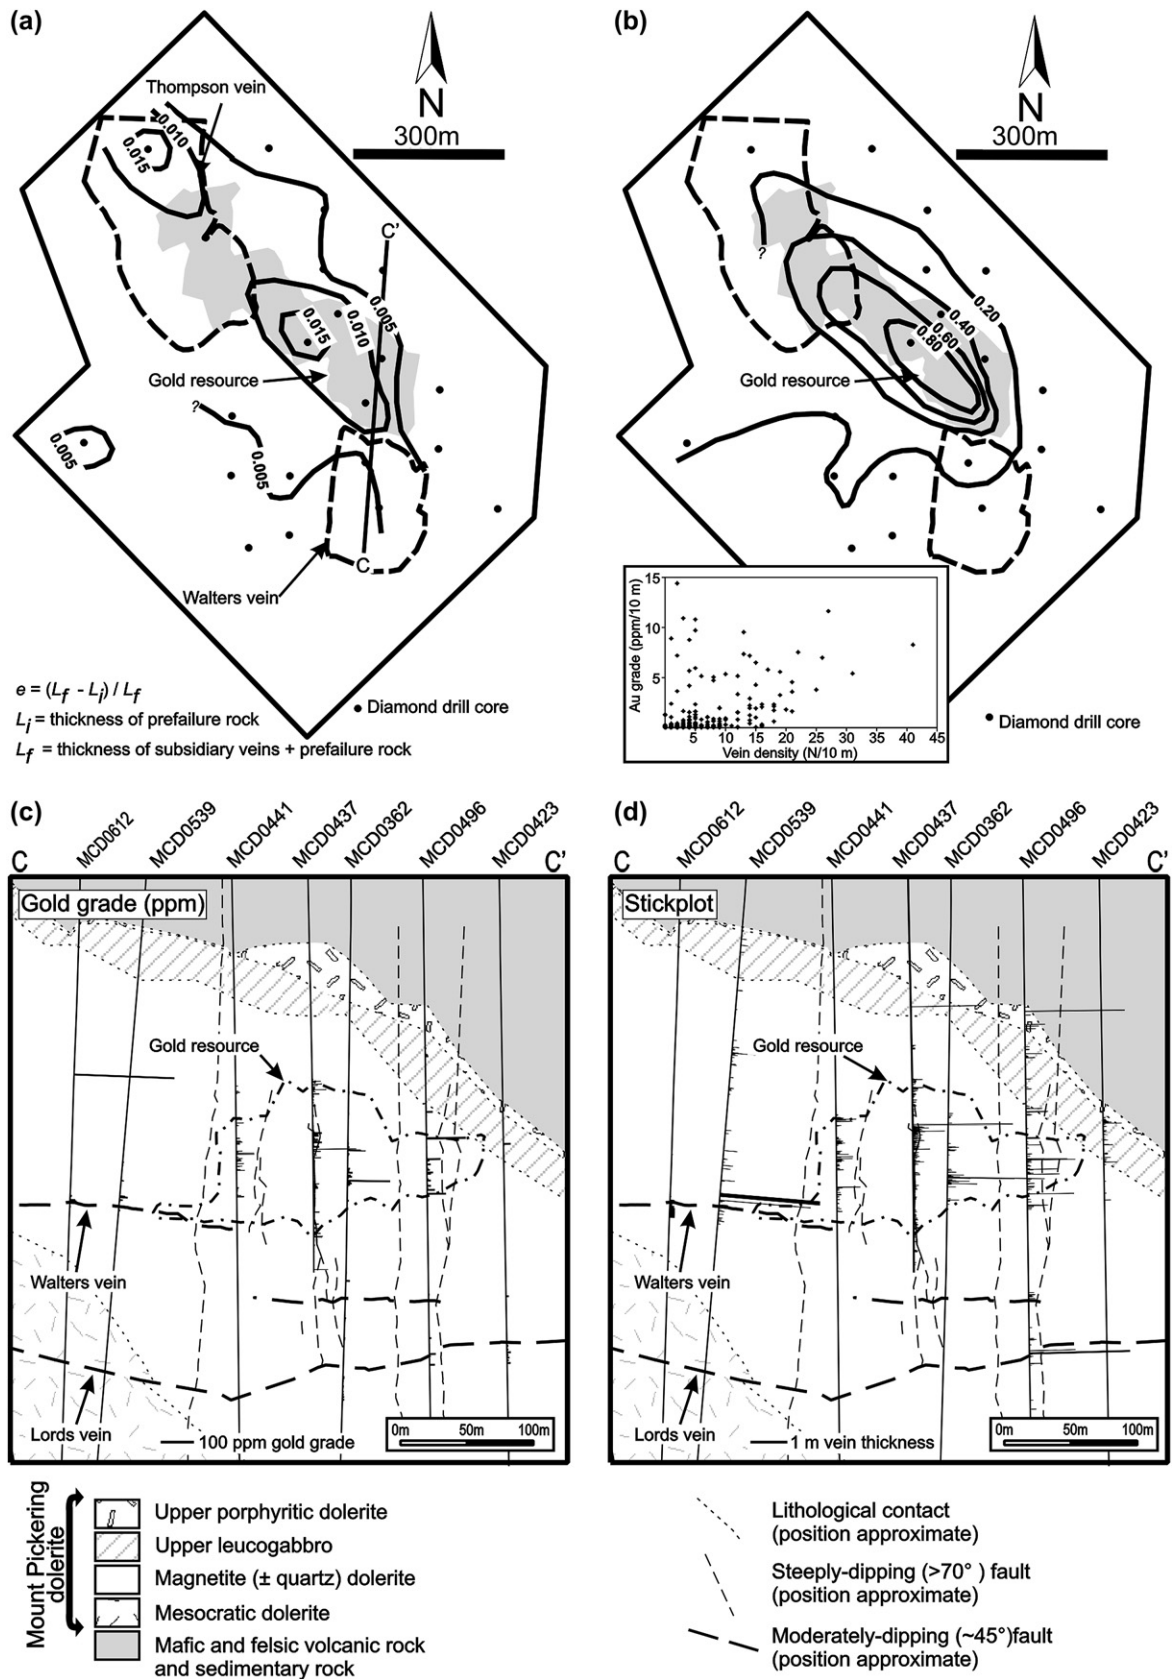 (a)
Thompson vein
N
300m
0.010
0.015
C'
0.005
0.010
0.015
Gold resource
?
0.005
0.005
C
Walters vein
e = (Lf - Li) / Lf
Li = thickness of prefailure rock
Lf = thickness of subsidiary veins + prefailure rock
Diamond drill core
(b)
N
300m
?
0.20
0.40
0.60
0.80
Gold resource
Au grade (ppm/10 m)
15
10
5
5 10 15 20 25 30 35 40 45
Vein density (N/10 m)
Diamond drill core
(c)
C
MCD0612
MCD0539
MCD0441
MCD0437
MCD0362
MCD0496
MCD0423
C'
Gold grade (ppm)
Gold resource
Walters vein
Lords vein
100 ppm gold grade
0m 50m 100m
(d)
C
MCD0612
MCD0539
MCD0441
MCD0437
MCD0362
MCD0496
MCD0423
C'
Stickplot
Gold resource
Walters vein
Lords vein
1 m vein thickness
0m 50m 100m
Mount Pickering
dolerite
Upper porphyritic dolerite
Upper leucogabbro
Magnetite (± quartz) dolerite
Mesocratic dolerite
Mafic and felsic volcanic rock
and sedimentary rock
Lithological contact
(position approximate)
Steeply-dipping (>70° ) fault
(position approximate)
Moderately-dipping (~45°)fault
(position approximate)